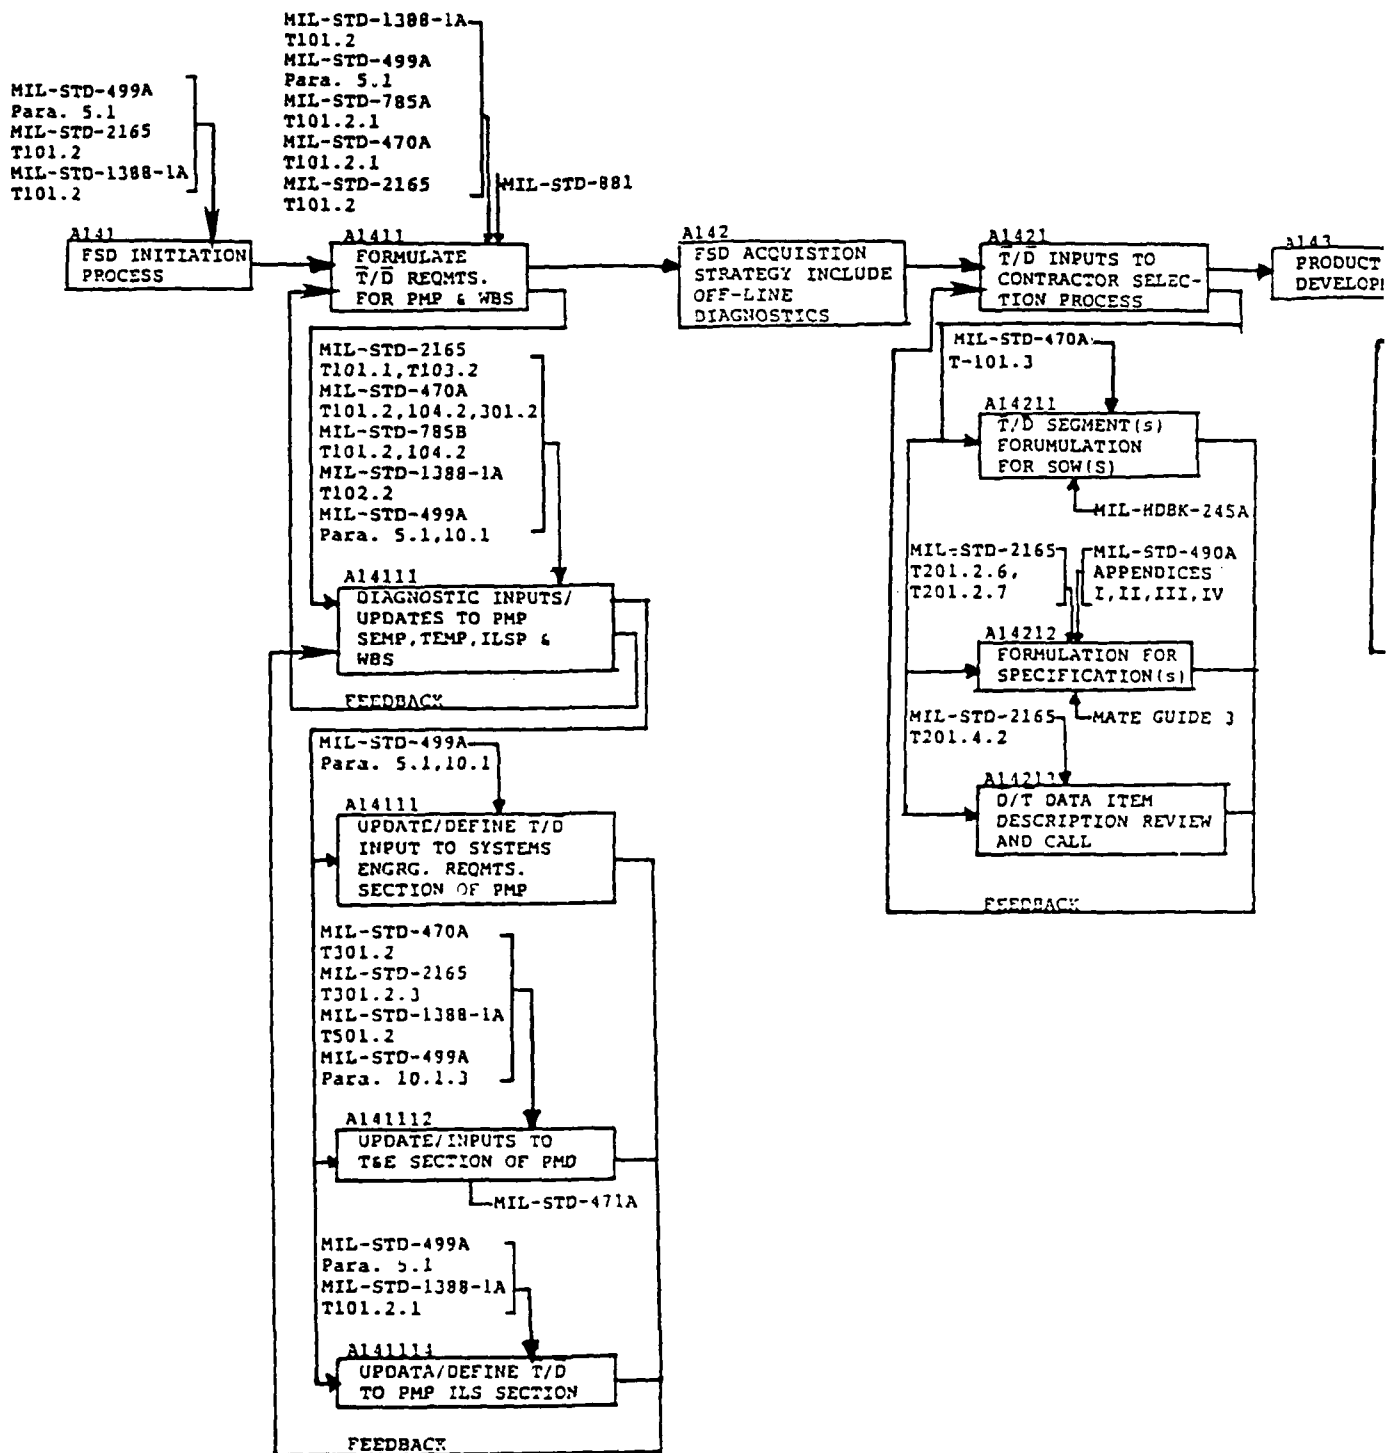 MIL-STD-499A
Para. 5.1
MIL-STD-2165
T101.2
MIL-STD-1388-1A
T101.2
MIL-STD-1388-1A
T101.2
MIL-STD-499A
Para. 5.1
MIL-STD-785A
T101.2.1
MIL-STD-470A
T101.2.1
MIL-STD-2165
T101.2
MIL-STD-881
A141
FSD INITIATION
PROCESS
A1411
FORMULATE
T/D REQMTS.
FOR PMP & WBS
A142
FSD ACQUISTION
STRATEGY INCLUDE
OFF-LINE
DIAGNOSTICS
A1421
T/D INPUTS TO
CONTRACTOR SELEC-
TION PROCESS
A143
PRODUCT
DEVELOP
MIL-STD-2165
T101.1,T103.2
MIL-STD-470A
T101.2,104.2,301.2
MIL-STD-785B
T101.2,104.2
MIL-STD-1388-1A
T102.2
MIL-STD-499A
Para. 5.1,10.1
A14111
DIAGNOSTIC INPUTS/
UPDATES TO PMP
SEMP,TEMP,ILSP &
WBS
FEEDBACK
MIL-STD-499A
Para. 5.1,10.1
A14111
UPDATE/DEFINE T/D
INPUT TO SYSTEMS
ENGRG. REQMTS.
SECTION OF PMP
MIL-STD-470A
T301.2
MIL-STD-2165
T301.2.3
MIL-STD-1388-1A
T501.2
MIL-STD-499A
Para. 10.1.3
A141112
UPDATE/INPUTS TO
T&E SECTION OF PMD
MIL-STD-471A
MIL-STD-499A
Para. 5.1
MIL-STD-1388-1A
T101.2.1
A141114
UPDATA/DEFINE T/D
TO PMP ILS SECTION
FEEDBACK
MIL-STD-470A
T-101.3
A14211
T/D SEGMENT(s)
FORUMULATION
FOR SOW(S)
MIL-HDBK-245A
MIL-STD-2165
T201.2.6,
T201.2.7
MIL-STD-490A
APPENDICES
I,II,III,IV
A14212
FORMULATION FOR
SPECIFICATION(s)
MATE GUIDE 3
MIL-STD-2165
T201.4.2
A14213
D/T DATA ITEM
DESCRIPTION REVIEW
AND CALL
FEEDBACK